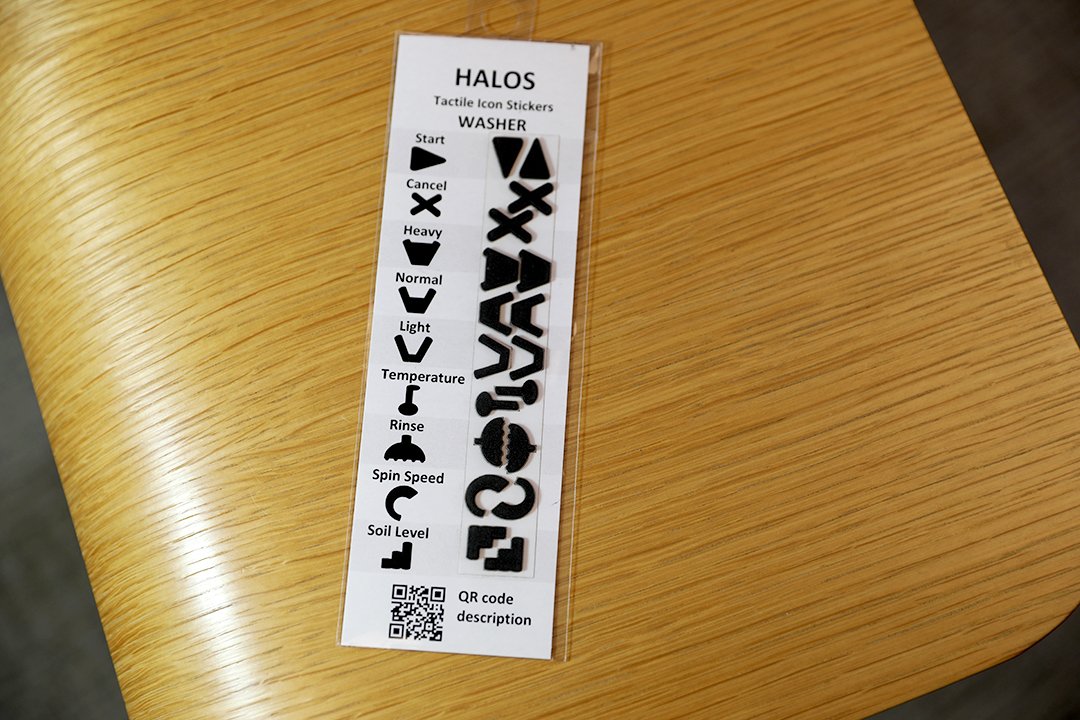 HALOS
Tactile Icon Stickers
WASHER
Start
Cancel
Heavy
Normal
Light
Temperature
Rinse
Spin Speed
Soil Level
QR code
description